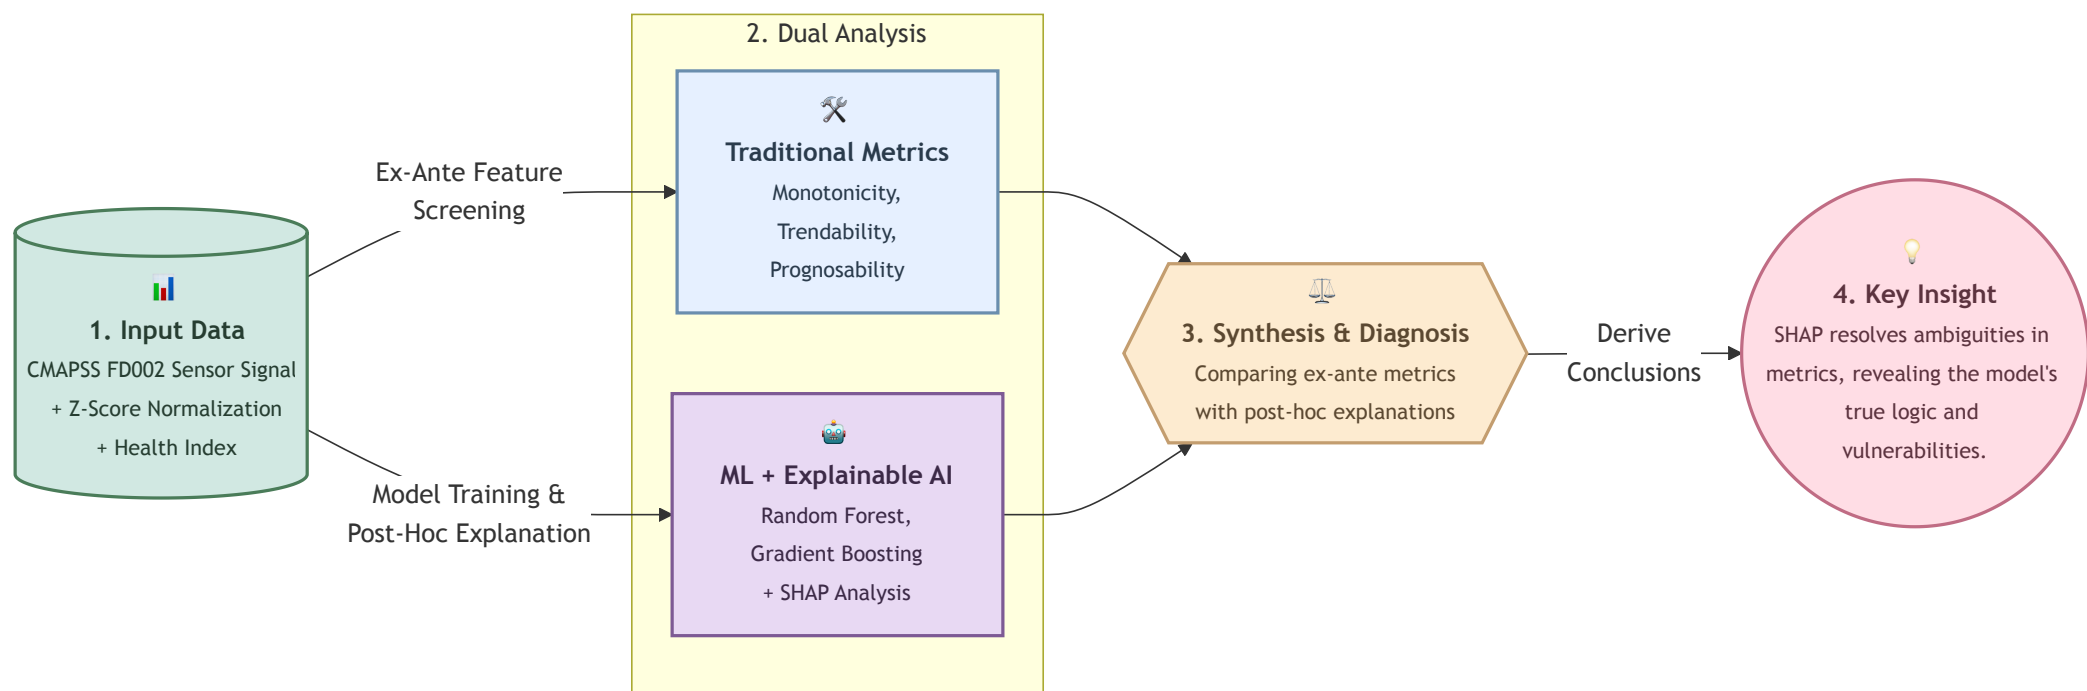 1. Input Data
CMAPSS FD002 Sensor Signal
+ Z-Score Normalization
+ Health Index
Ex-Ante Feature
Screening
Model Training &
Post-Hoc Explanation
2. Dual Analysis
Traditional Metrics
Monotonicity,
Trendability,
Prognosability
ML + Explainable AI
Random Forest,
Gradient Boosting
+ SHAP Analysis
3. Synthesis & Diagnosis
Comparing ex-ante metrics
with post-hoc explanations
Derive
Conclusions
4. Key Insight
SHAP resolves ambiguities in
metrics, revealing the model's
true logic and
vulnerabilities.